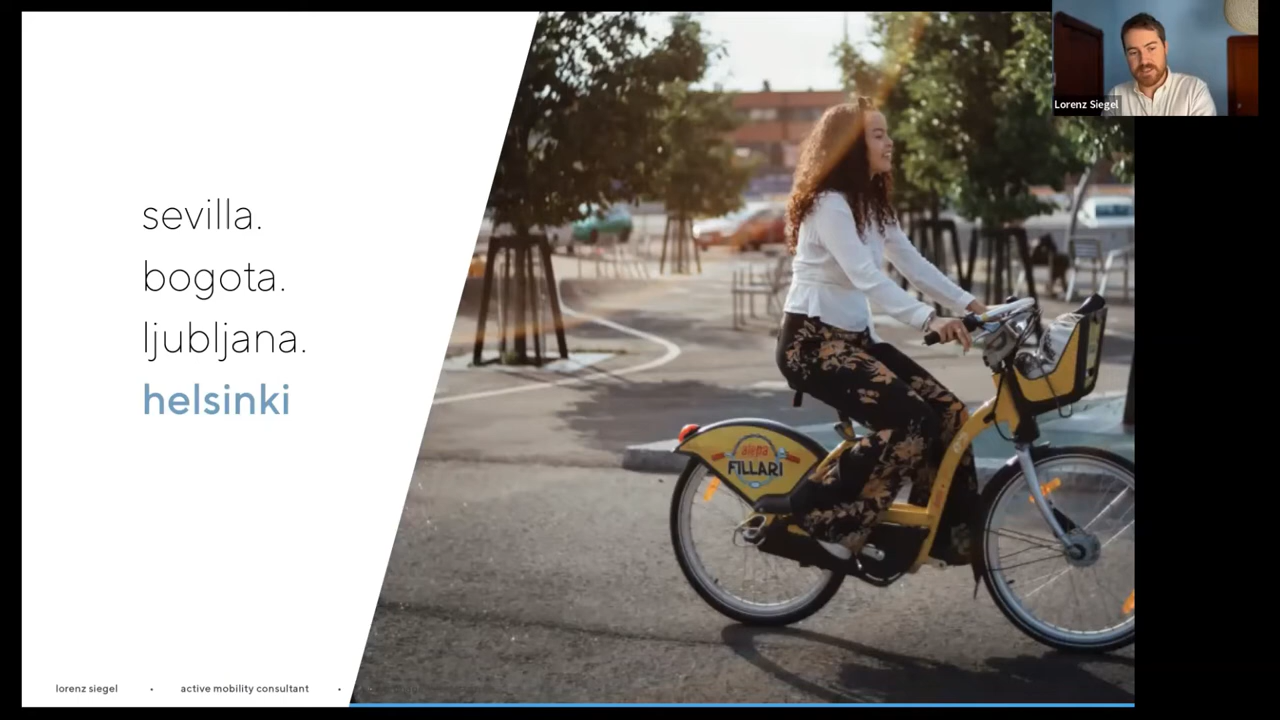 sevilla.
bogota.
ljubljana.
helsinki
lorenz siegel • active mobility consultant •
Lorenz Siegel
alepa
FILLARI